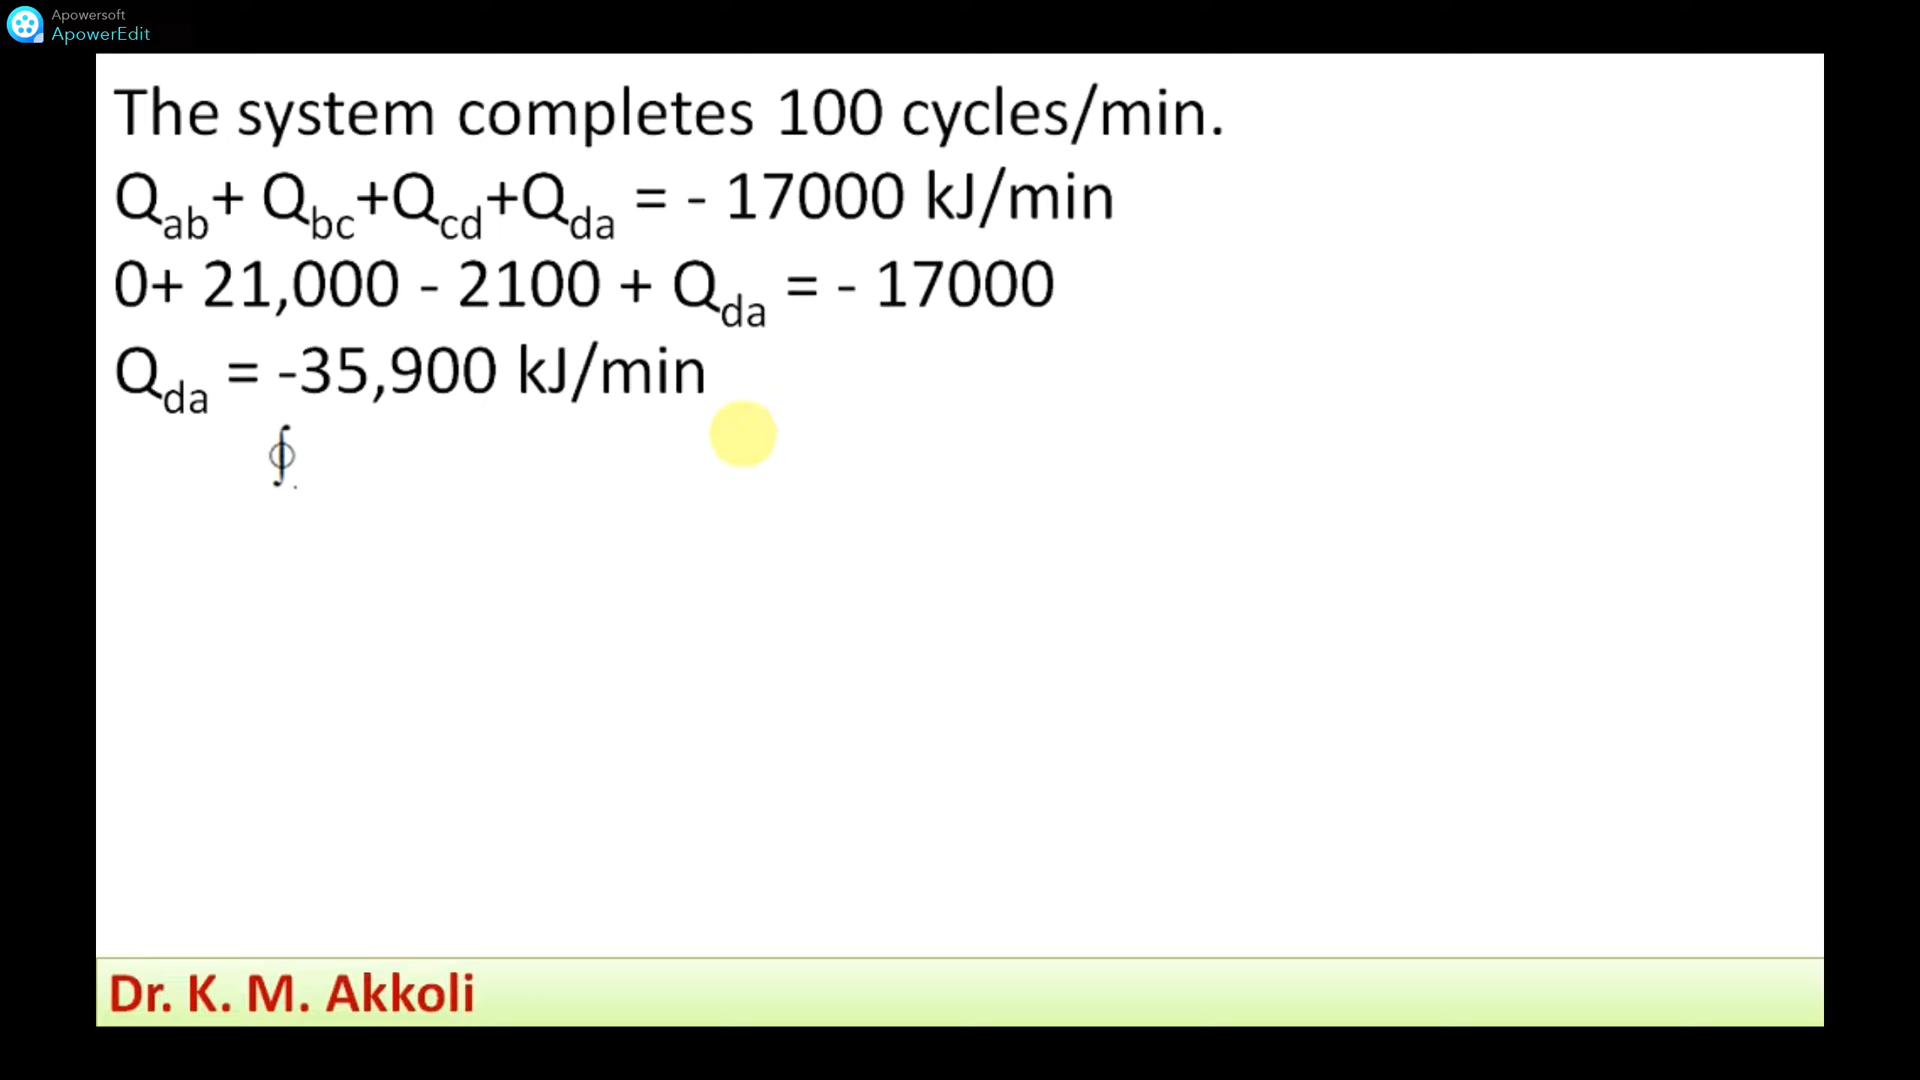 Apowersoft
ApowerEdit
The system completes 100 cycles/min.
Qab+ Qbc+Qcd+Qda = - 17000 kJ/min
0+ 21,000 - 2100 + Qda = - 17000
Qda = -35,900 kJ/min
∮
Dr. K. M. Akkoli